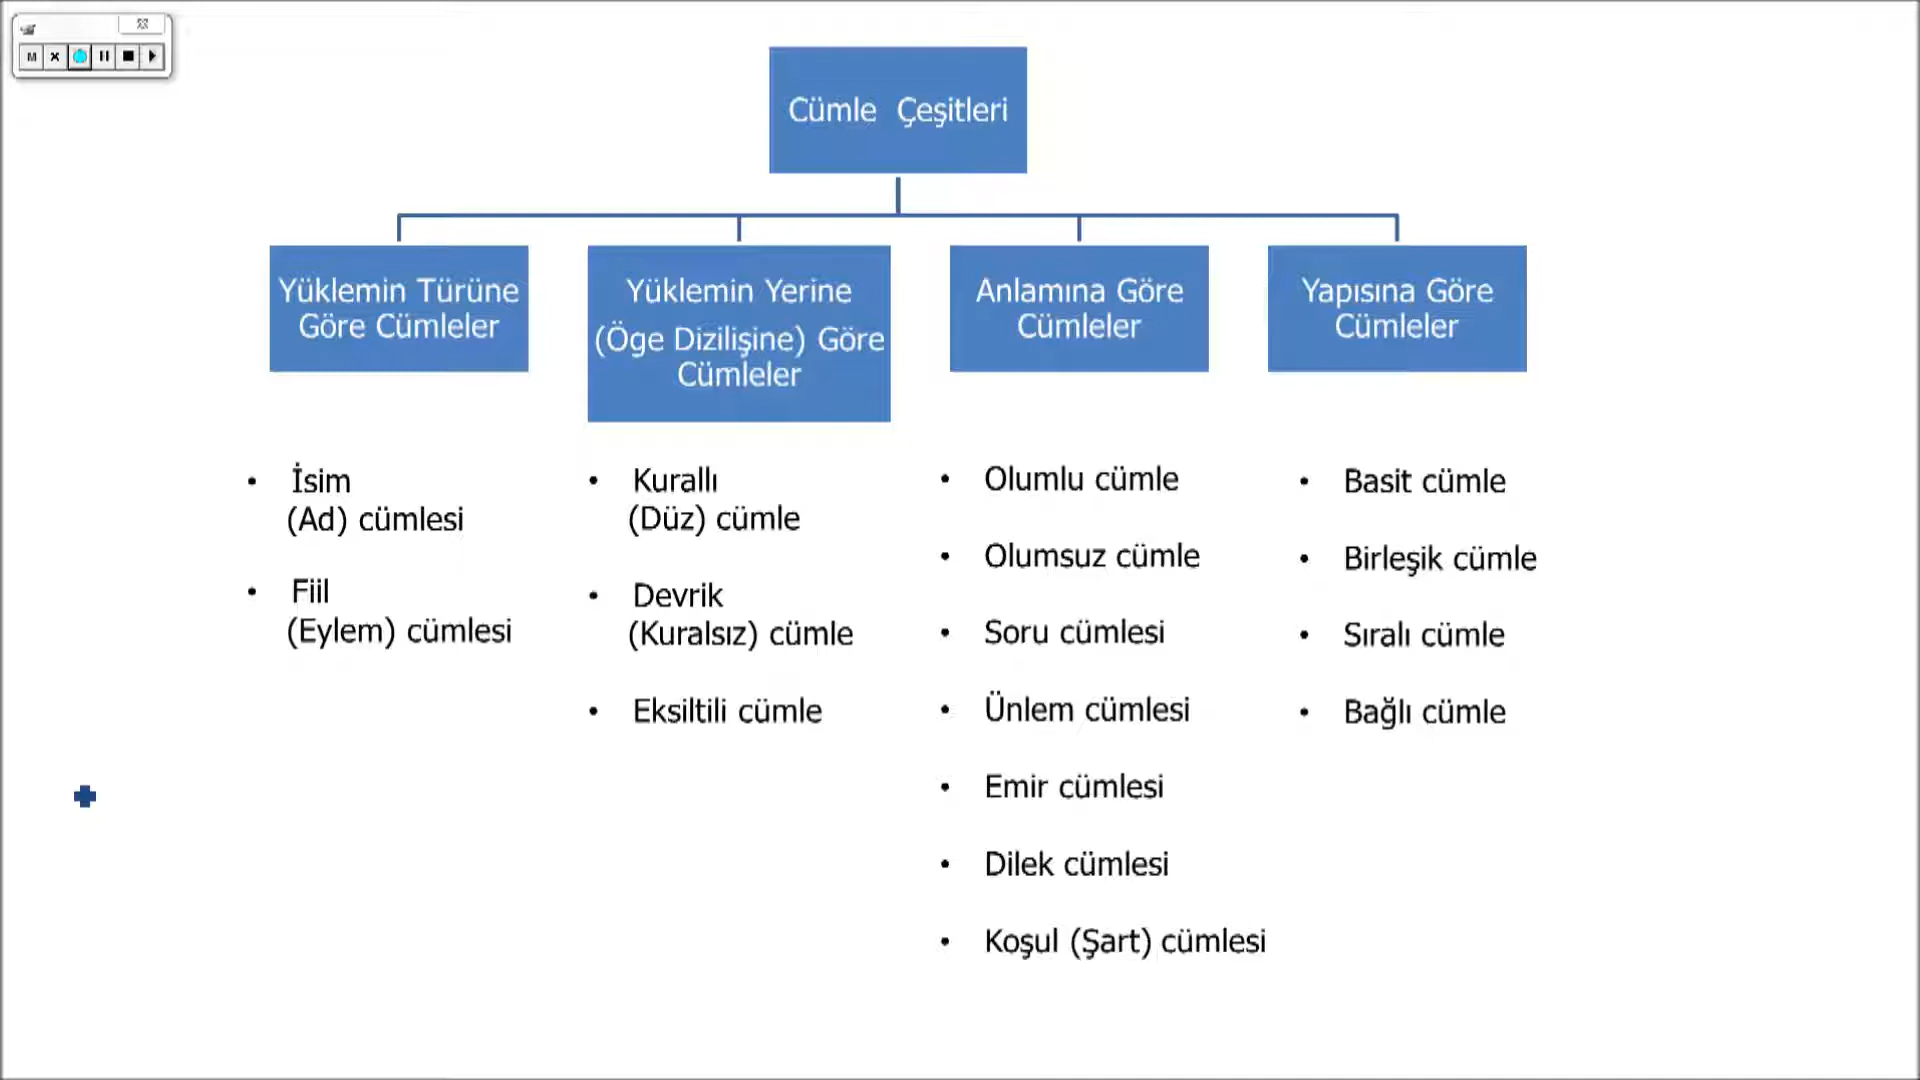 M
Cümle Çeşitleri
Yüklemin Türüne
Göre Cümleler
Yüklemin Yerine
(Öge Dizilişine) Göre
Cümleler
Anlamına Göre
Cümleler
Yapısına Göre
Cümleler
• İsim
(Ad) cümlesi
• Fiil
(Eylem) cümlesi
• Kurallı
(Düz) cümle
• Devrik
(Kuralsız) cümle
• Eksiltili cümle
• Olumlu cümle
• Olumsuz cümle
• Soru cümlesi
• Ünlem cümlesi
• Emir cümlesi
• Dilek cümlesi
• Koşul (Şart) cümlesi
• Basit cümle
• Birleşik cümle
• Sıralı cümle
• Bağlı cümle